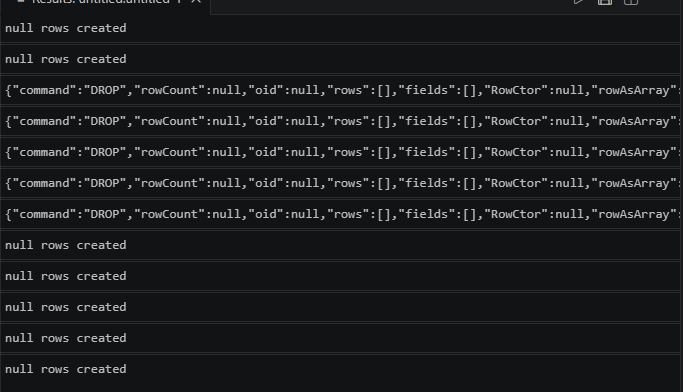 Results: untitled:untitled-1
null rows created
null rows created
{"command":"DROP","rowCount":null,"oid":null,"rows":[],"fields":[],"RowCtor":null,"rowAsArray":
{"command":"DROP","rowCount":null,"oid":null,"rows":[],"fields":[],"RowCtor":null,"rowAsArray":
{"command":"DROP","rowCount":null,"oid":null,"rows":[],"fields":[],"RowCtor":null,"rowAsArray":
{"command":"DROP","rowCount":null,"oid":null,"rows":[],"fields":[],"RowCtor":null,"rowAsArray":
{"command":"DROP","rowCount":null,"oid":null,"rows":[],"fields":[],"RowCtor":null,"rowAsArray":
null rows created
null rows created
null rows created
null rows created
null rows created